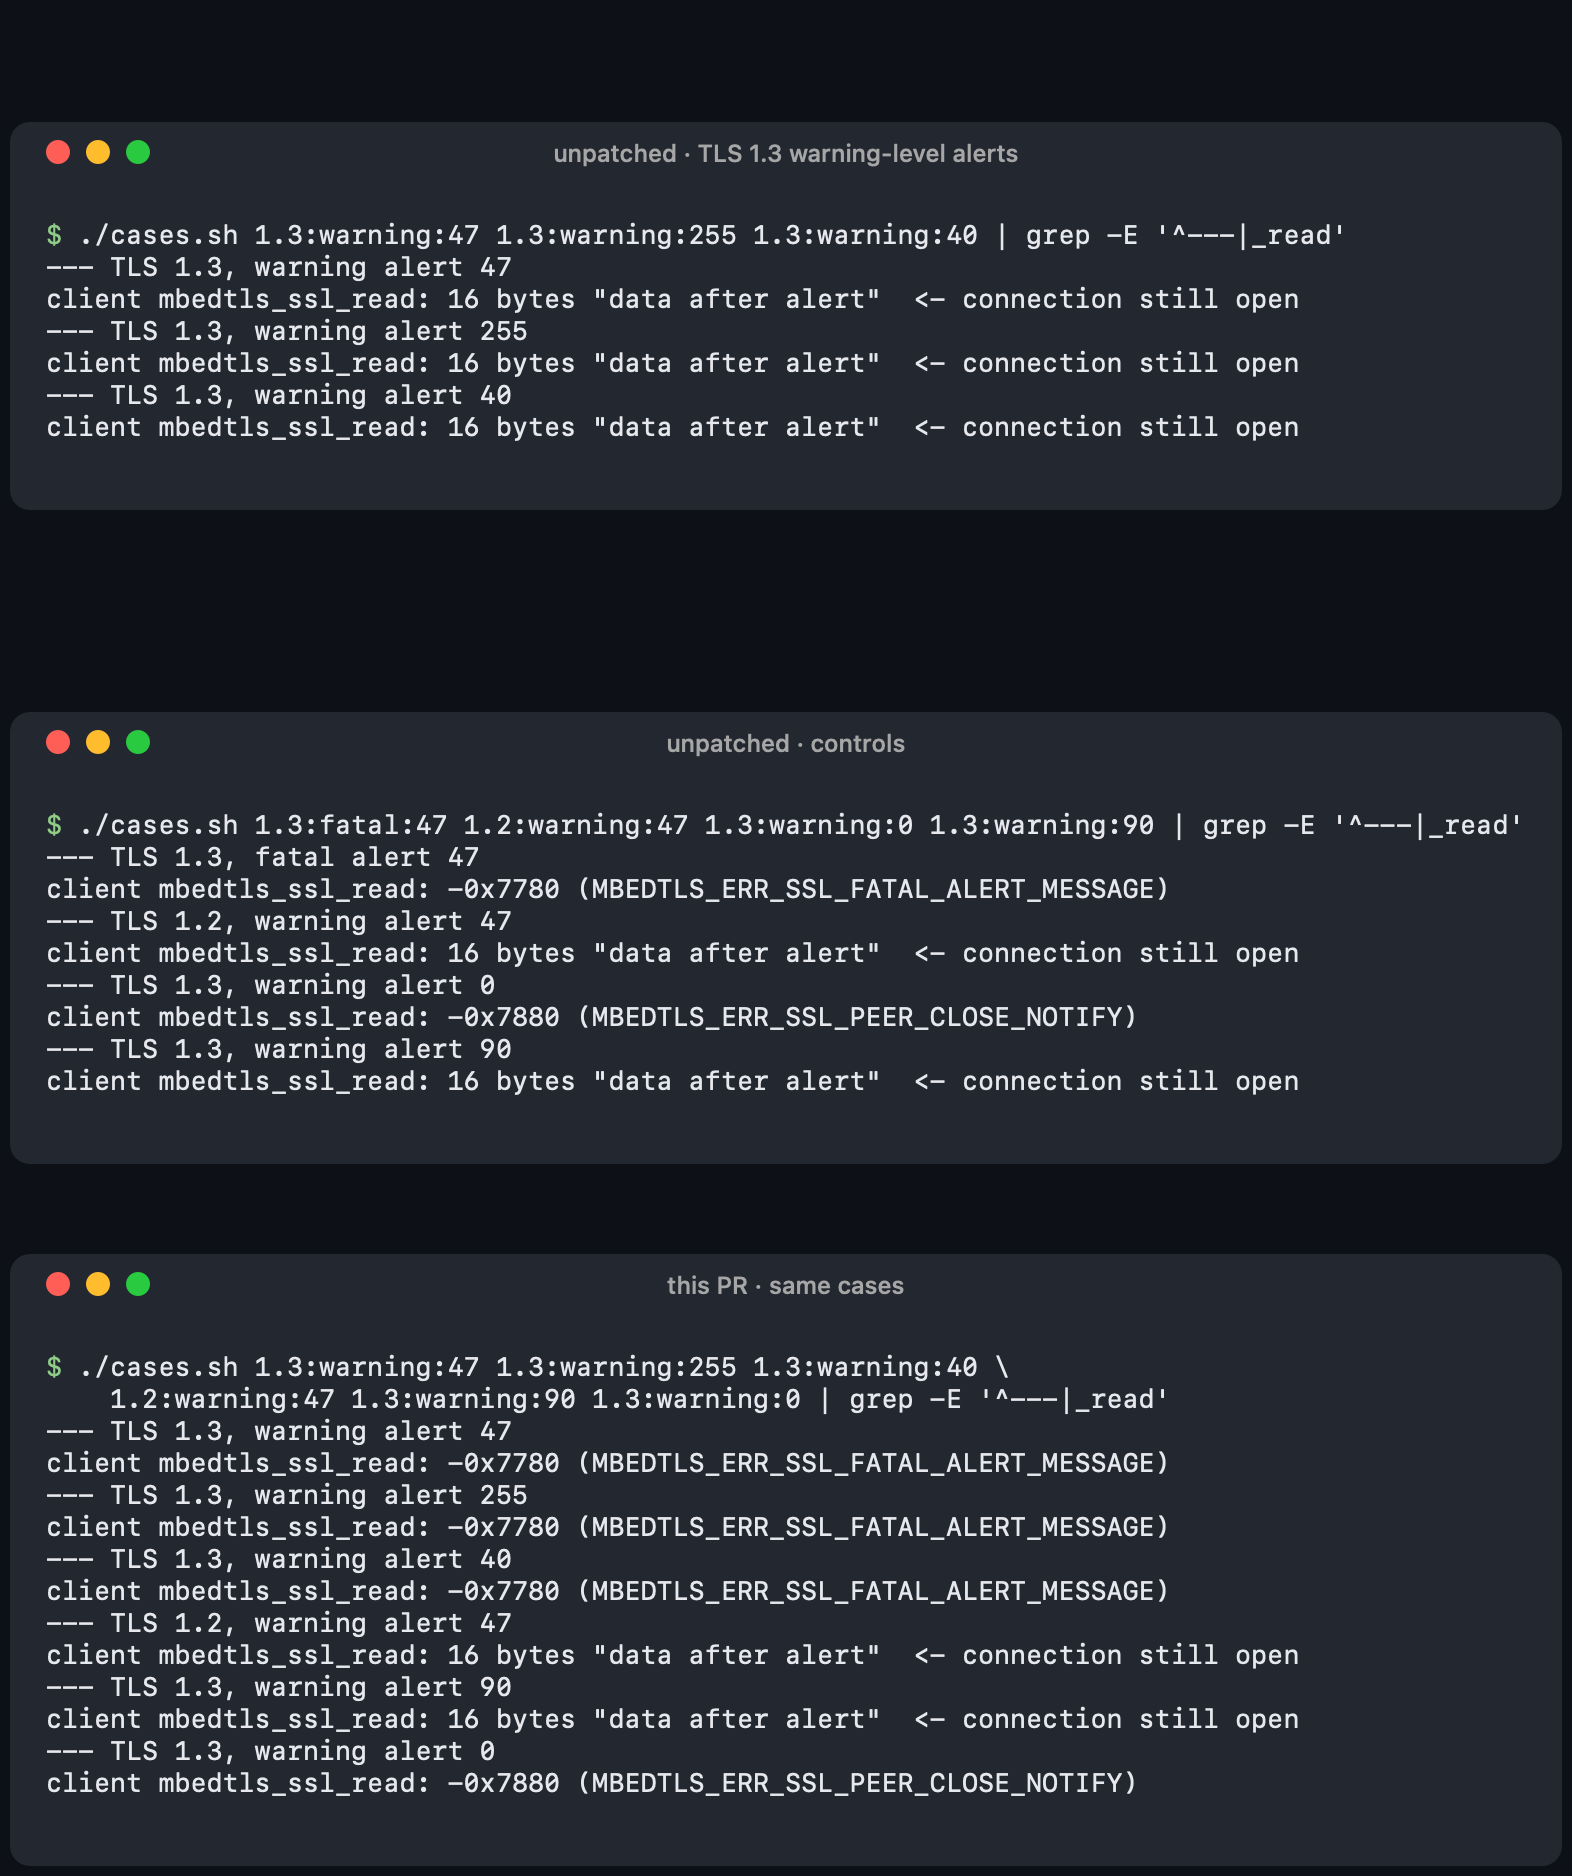 unpatched · TLS 1.3 warning-level alerts
$ ./cases.sh 1.3:warning:47 1.3:warning:255 1.3:warning:40 | grep -E '^---|_read'
--- TLS 1.3, warning alert 47
client mbedtls_ssl_read: 16 bytes "data after alert"  <- connection still open
--- TLS 1.3, warning alert 255
client mbedtls_ssl_read: 16 bytes "data after alert"  <- connection still open
--- TLS 1.3, warning alert 40
client mbedtls_ssl_read: 16 bytes "data after alert"  <- connection still open
unpatched · controls
$ ./cases.sh 1.3:fatal:47 1.2:warning:47 1.3:warning:0 1.3:warning:90 | grep -E '^---|_read'
--- TLS 1.3, fatal alert 47
client mbedtls_ssl_read: -0x7780 (MBEDTLS_ERR_SSL_FATAL_ALERT_MESSAGE)
--- TLS 1.2, warning alert 47
client mbedtls_ssl_read: 16 bytes "data after alert"  <- connection still open
--- TLS 1.3, warning alert 0
client mbedtls_ssl_read: -0x7880 (MBEDTLS_ERR_SSL_PEER_CLOSE_NOTIFY)
--- TLS 1.3, warning alert 90
client mbedtls_ssl_read: 16 bytes "data after alert"  <- connection still open
this PR · same cases
$ ./cases.sh 1.3:warning:47 1.3:warning:255 1.3:warning:40 \
    1.2:warning:47 1.3:warning:90 1.3:warning:0 | grep -E '^---|_read'
--- TLS 1.3, warning alert 47
client mbedtls_ssl_read: -0x7780 (MBEDTLS_ERR_SSL_FATAL_ALERT_MESSAGE)
--- TLS 1.3, warning alert 255
client mbedtls_ssl_read: -0x7780 (MBEDTLS_ERR_SSL_FATAL_ALERT_MESSAGE)
--- TLS 1.3, warning alert 40
client mbedtls_ssl_read: -0x7780 (MBEDTLS_ERR_SSL_FATAL_ALERT_MESSAGE)
--- TLS 1.2, warning alert 47
client mbedtls_ssl_read: 16 bytes "data after alert"  <- connection still open
--- TLS 1.3, warning alert 90
client mbedtls_ssl_read: 16 bytes "data after alert"  <- connection still open
--- TLS 1.3, warning alert 0
client mbedtls_ssl_read: -0x7880 (MBEDTLS_ERR_SSL_PEER_CLOSE_NOTIFY)